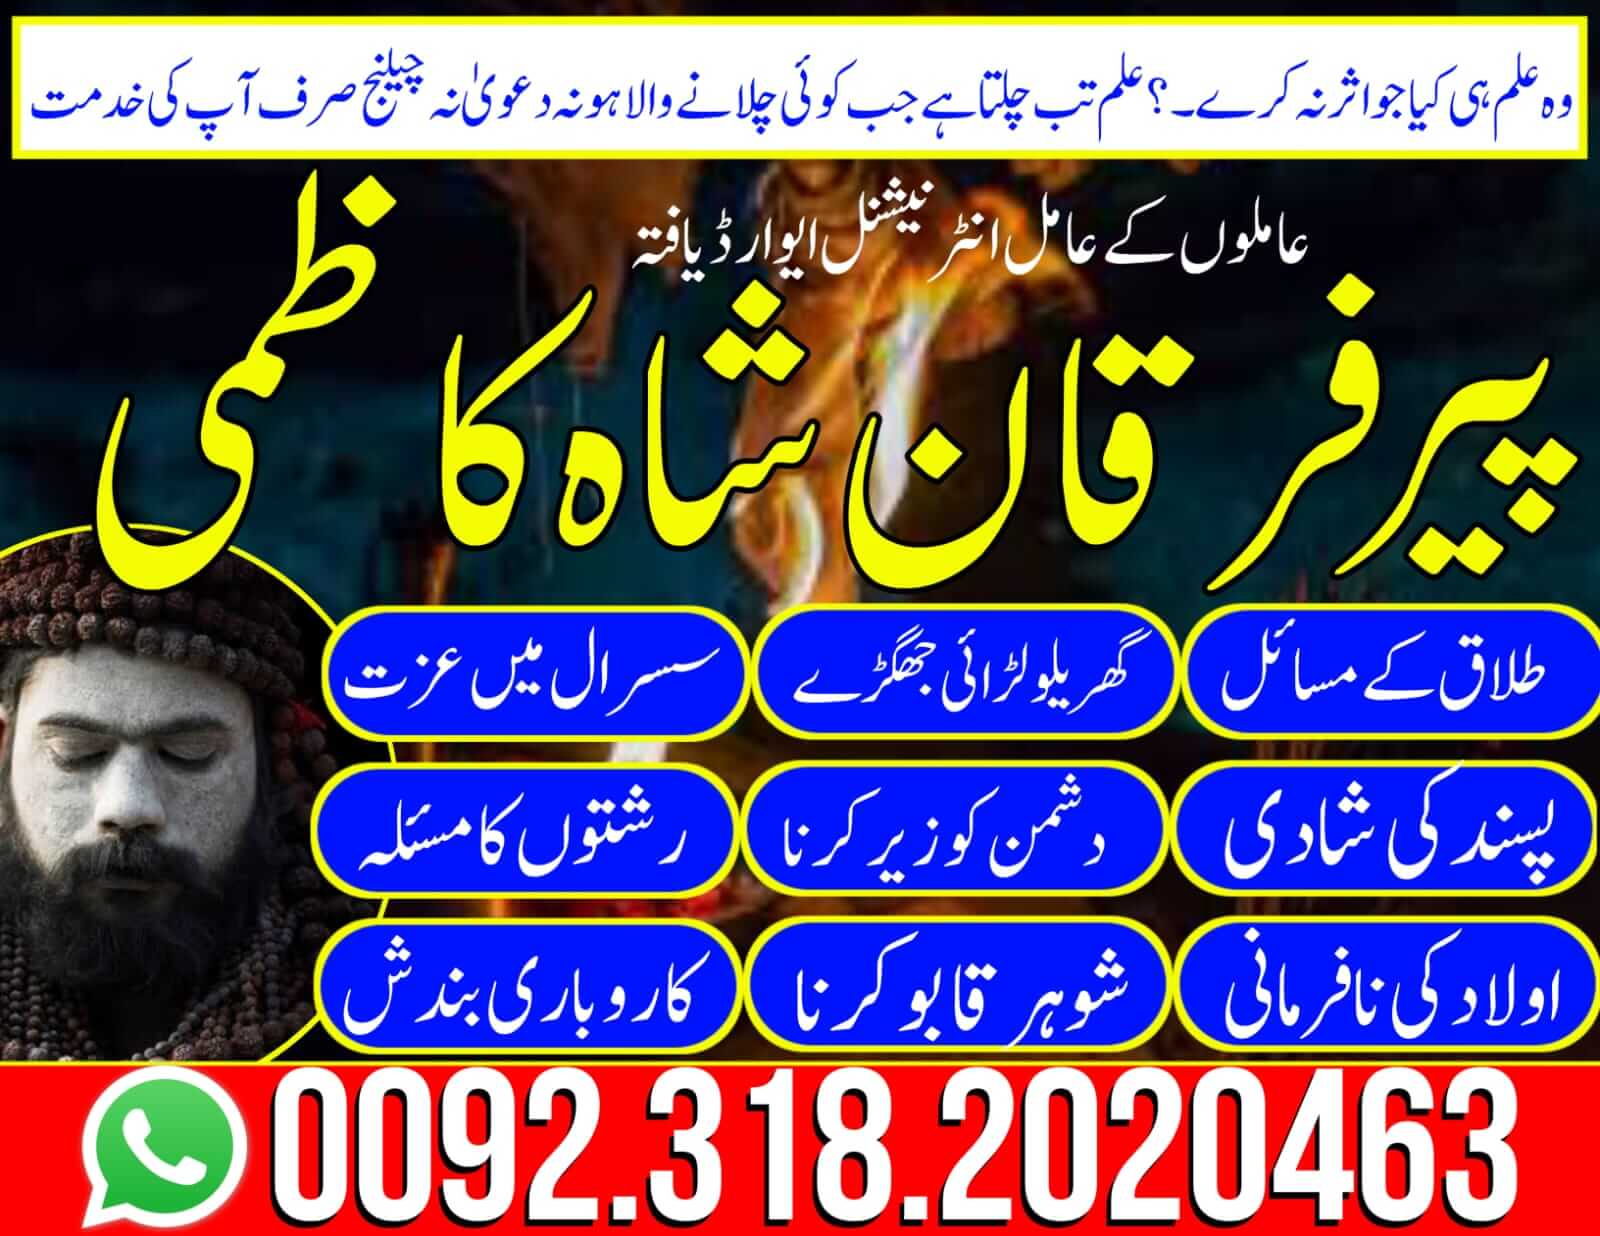 وہ علم ہی کیا جو اثر نہ کرے۔؟ علم تب چلتا ہے جب کوئی چلانے والا ہو نہ دعویٰ نہ چیلنج صرف آپ کی خدمت
عاملوں کے عامل انٹر نیشنل ایوارڈ یافتہ
پیر فرقان شاہ کاظمی
طلاق کے مسائل
گھریلو لڑائی جھگڑے
سسرال میں عزت
پسند کی شادی
دشمن کو زیر کرنا
رشتوں کا مسئلہ
اولاد کی نافرمانی
شوہر قابو کرنا
کاروباری بندش
0092.318.2020463